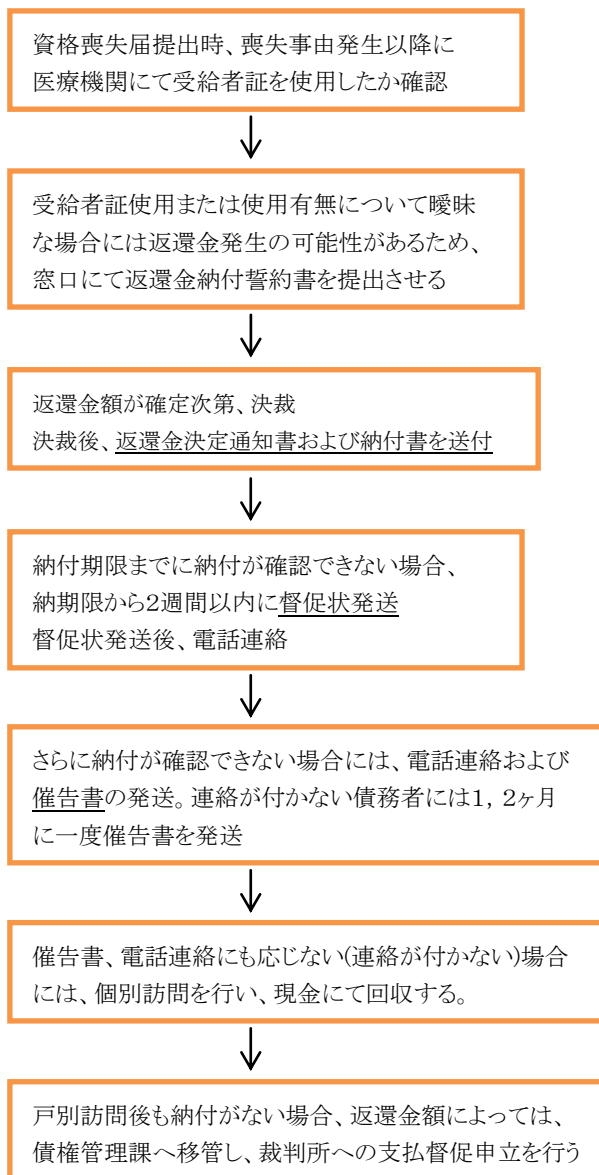 資格喪失届提出時、喪失事由発生以降に
医療機関にて受給者証を使用したか確認
受給者証使用または使用有無について曖昧
な場合には返還金発生の可能性があるため、
窓口にて返還金納付誓約書を提出させる
返還金額が確定次第、決裁
決裁後、返還金決定通知書および納付書を送付
納付期限までに納付が確認できない場合、
納期限から2週間以内に督促状発送
督促状発送後、電話連絡
さらに納付が確認できない場合には、電話連絡および
催告書の発送。連絡が付かない債務者には1, 2ヶ月
に一度催告書を発送
催告書、電話連絡にも応じない(連絡が付かない)場合
には、個別訪問を行い、現金にて回収する。
戸別訪問後も納付がない場合、返還金額によっては、
債権管理課へ移管し、裁判所への支払督促申立を行う